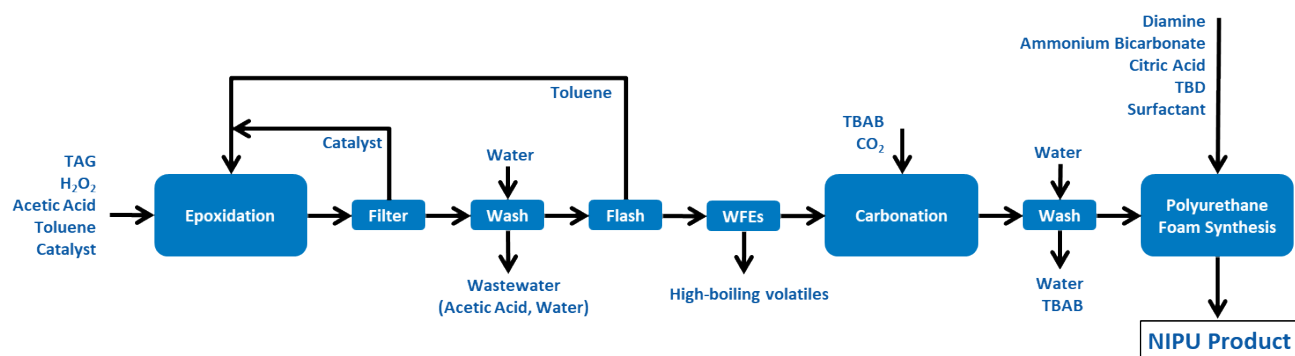 Diamine
Ammonium Bicarbonate
Citric Acid
TBD
Surfactant
Toluene
Catalyst
TBAB
CO₂
Water
Water
TAG
H₂O₂
Acetic Acid
Toluene
Catalyst
Epoxidation
Filter
Wash
Flash
WFEs
Carbonation
Wash
Polyurethane
Foam Synthesis
Wastewater
(Acetic Acid, Water)
High-boiling volatiles
Water
TBAB
NIPU Product